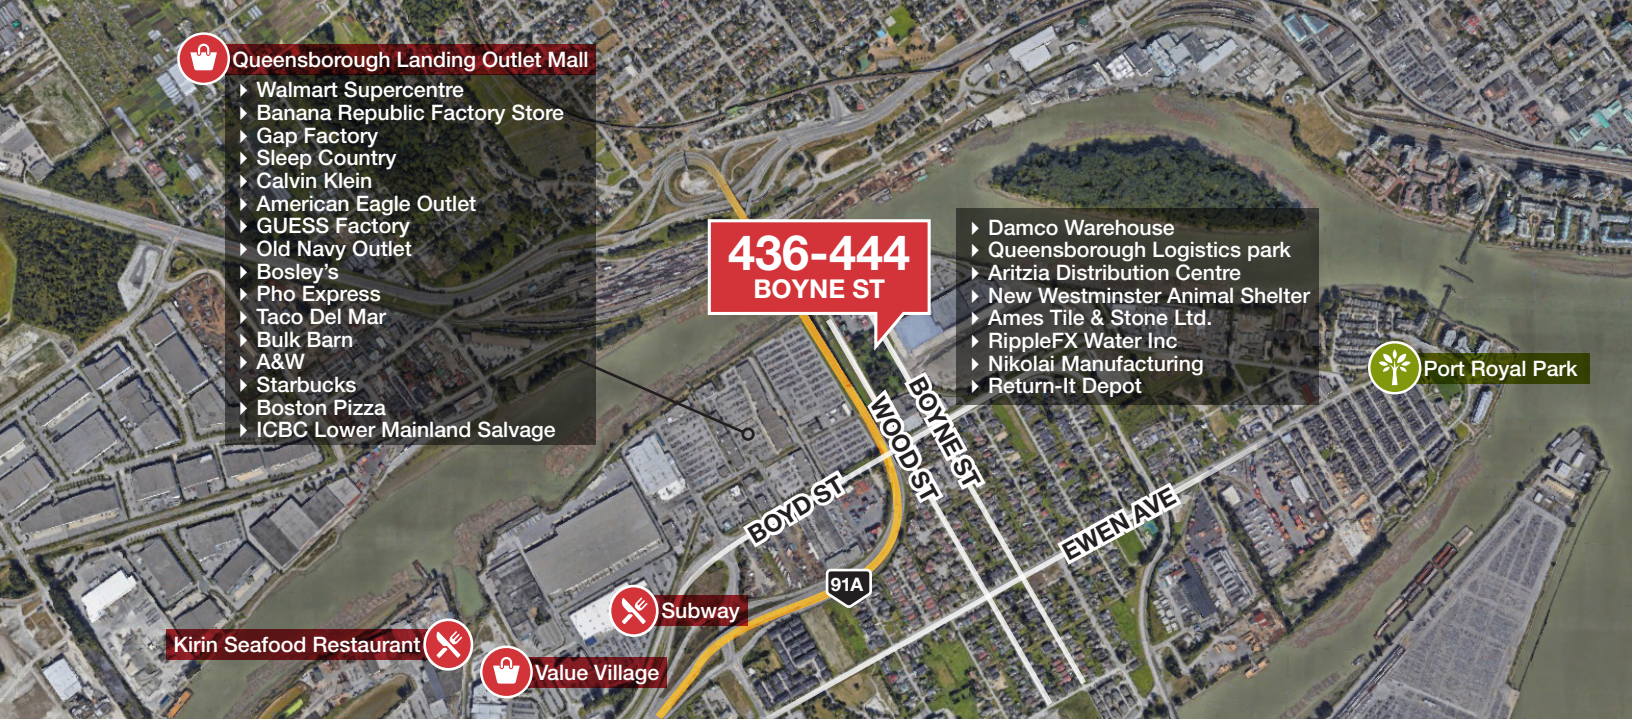 Queensborough Landing Outlet Mall
Walmart Supercentre
Banana Republic Factory Store
Gap Factory
Sleep Country
Calvin Klein
American Eagle Outlet
GUESS Factory
Old Navy Outlet
Bosley's
Pho Express
Taco Del Mar
Bulk Barn
A&W
Starbucks
Boston Pizza
ICBC Lower Mainland Salvage
436-444
BOYNE ST
Damco Warehouse
Queensborough Logistics park
Aritzia Distribution Centre
New Westminster Animal Shelter
Ames Tile & Stone Ltd.
RippleFX Water Inc
Nikolai Manufacturing
Return-It Depot
Port Royal Park
BOYNE ST
WOOD ST
BOYD ST
EWEN AVE
91A
Subway
Kirin Seafood Restaurant
Value Village